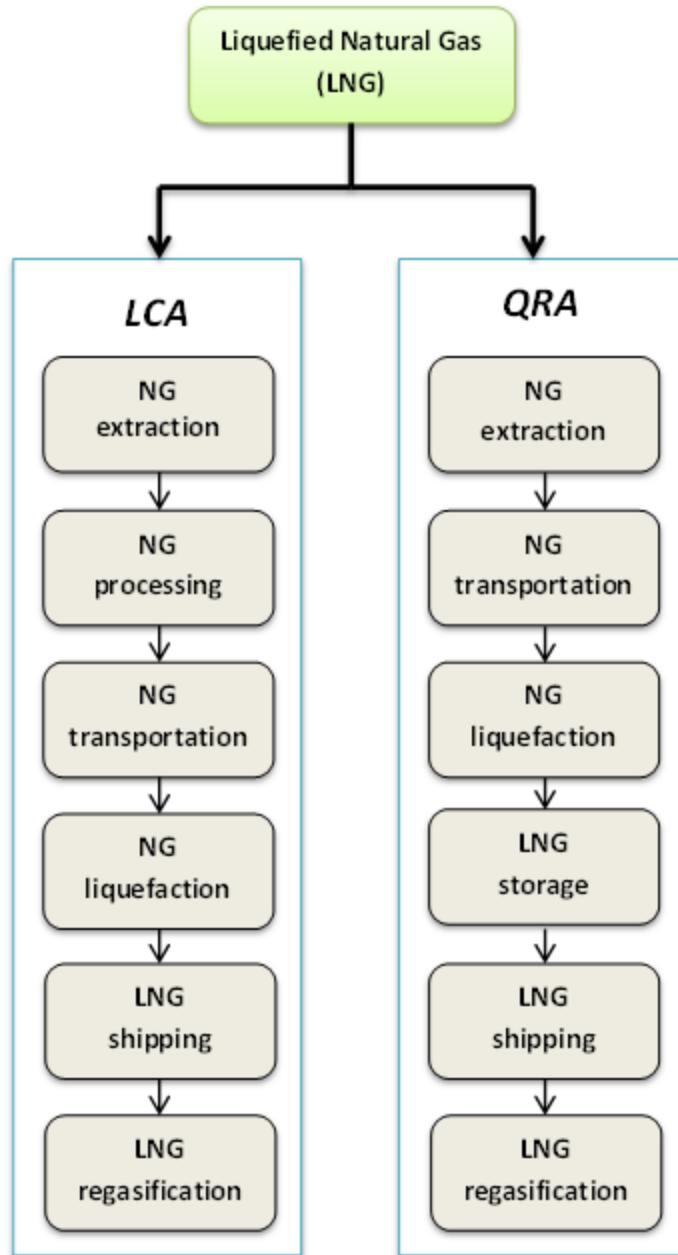 Liquefied Natural Gas
(LNG)
LCA
NG
extraction
NG
processing
NG
transportation
NG
liquefaction
LNG
shipping
LNG
regasification
QRA
NG
extraction
NG
transportation
NG
liquefaction
LNG
storage
LNG
shipping
LNG
regasification